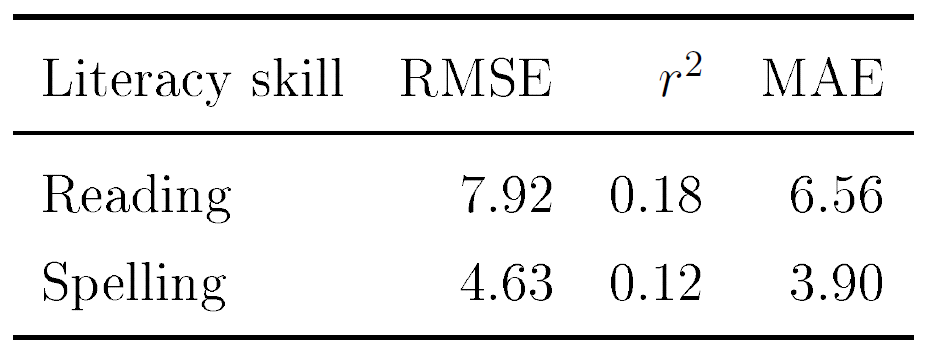 Literacy skill RMSE r² MAE
Reading 7.92 0.18 6.56
Spelling 4.63 0.12 3.90